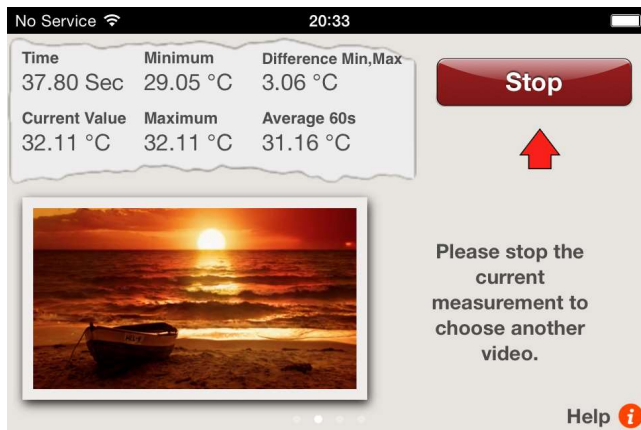 No Service 20:33
Time Minimum Difference Min,Max
37.80 Sec 29.05 °C 3.06 °C
Current Value Maximum Average 60s
32.11 °C 32.11 °C 31.16 °C
Stop
Please stop the
current
measurement to
choose another
video.
Help i